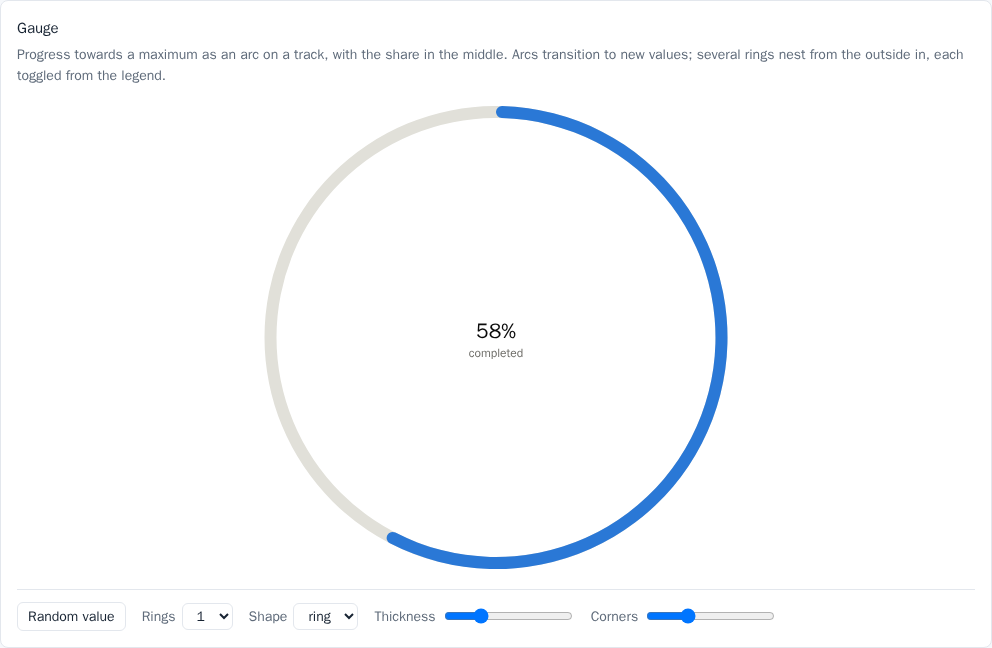 Gauge
Progress towards a maximum as an arc on a track, with the share in the middle. Arcs transition to new values; several rings nest from the outside in, each
toggled from the legend.
58%
completed
Random value Rings 1 Shape ring Thickness Corners